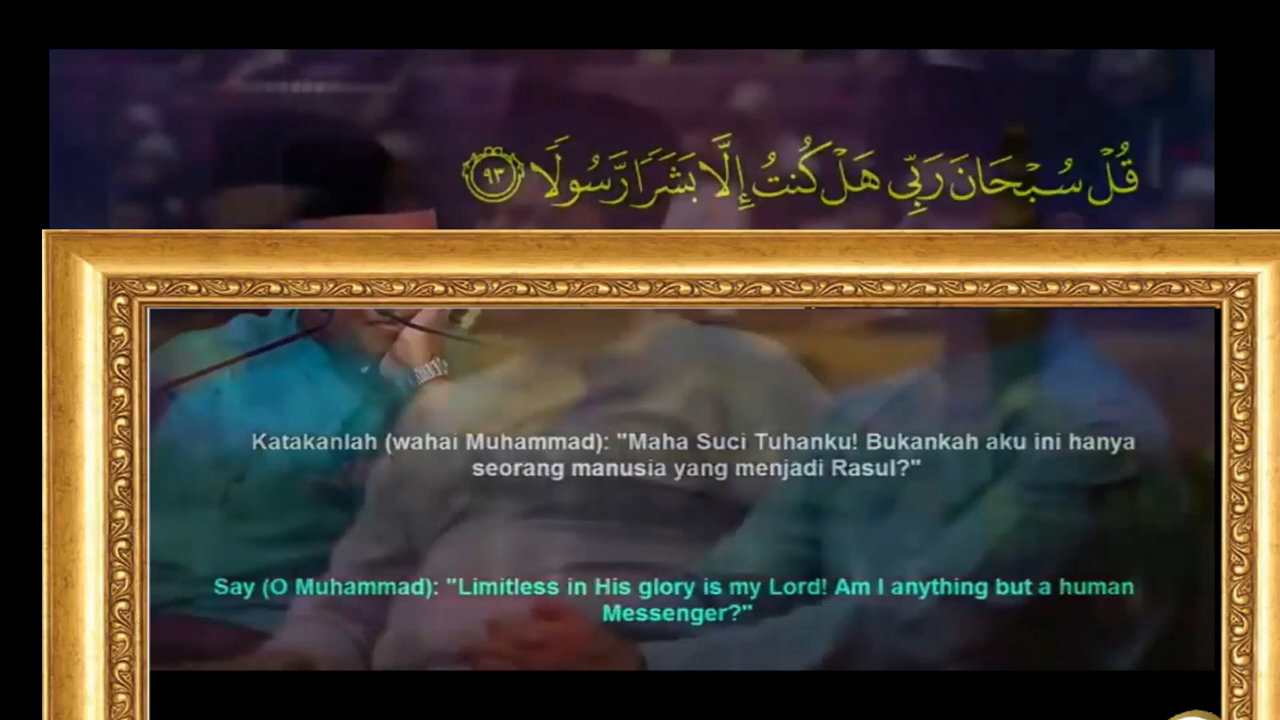 قُلْ سُبْحَانَ رَبِّي هَلْ كُنتُ إِلَّا بَشَرًا رَّسُولًا ٩٣
Katakanlah (wahai Muhammad): "Maha Suci Tuhanku! Bukankah aku ini hanya
seorang manusia yang menjadi Rasul?"
Say (O Muhammad): "Limitless in His glory is my Lord! Am I anything but a human
Messenger?"